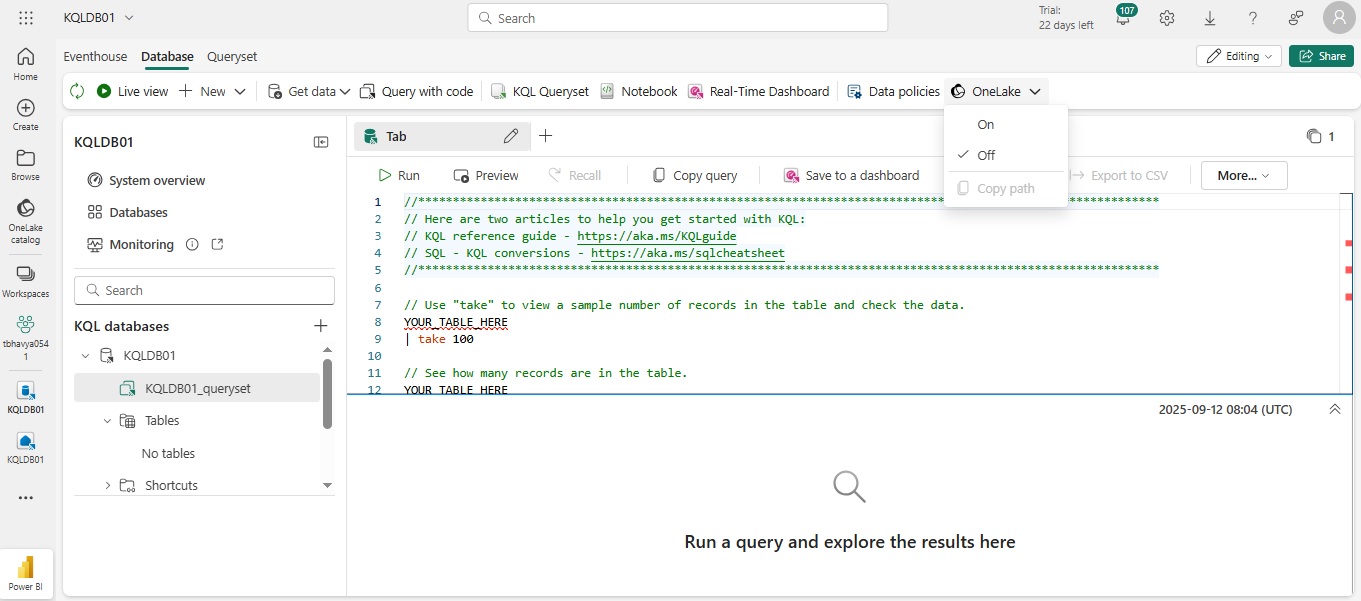 KQLDB01
Search
Trial:
22 days left
107
Home
Create
Browse
OneLake
catalog
Workspaces
tbhavya054
1
KQLDB01
KQLDB01
Power BI
Eventhouse Database Queryset
Editing
Share
Live view New Get data Query with code KQL Queryset Notebook Real-Time Dashboard Data policies OneLake
On
Off
Copy path
KQLDB01
System overview
Databases
Monitoring
Search
KQL databases
KQLDB01
KQLDB01_queryset
Tables
No tables
Shortcuts
Tab
1
Run Preview Recall Copy query Save to a dashboard Export to CSV More...
1 //
2 // Here are two articles to help you get started with KQL:
3 // KQL reference guide - https://aka.ms/KQLguide
4 // SQL - KQL conversions - https://aka.ms/sqlcheatsheet
5 //
6
7 // Use "take" to view a sample number of records in the table and check the data.
8 YOUR_TABLE_HERE
9 | take 100
10
11 // See how many records are in the table.
12 YOUR_TABLE_HERE
2025-09-12 08:04 (UTC)
Run a query and explore the results here